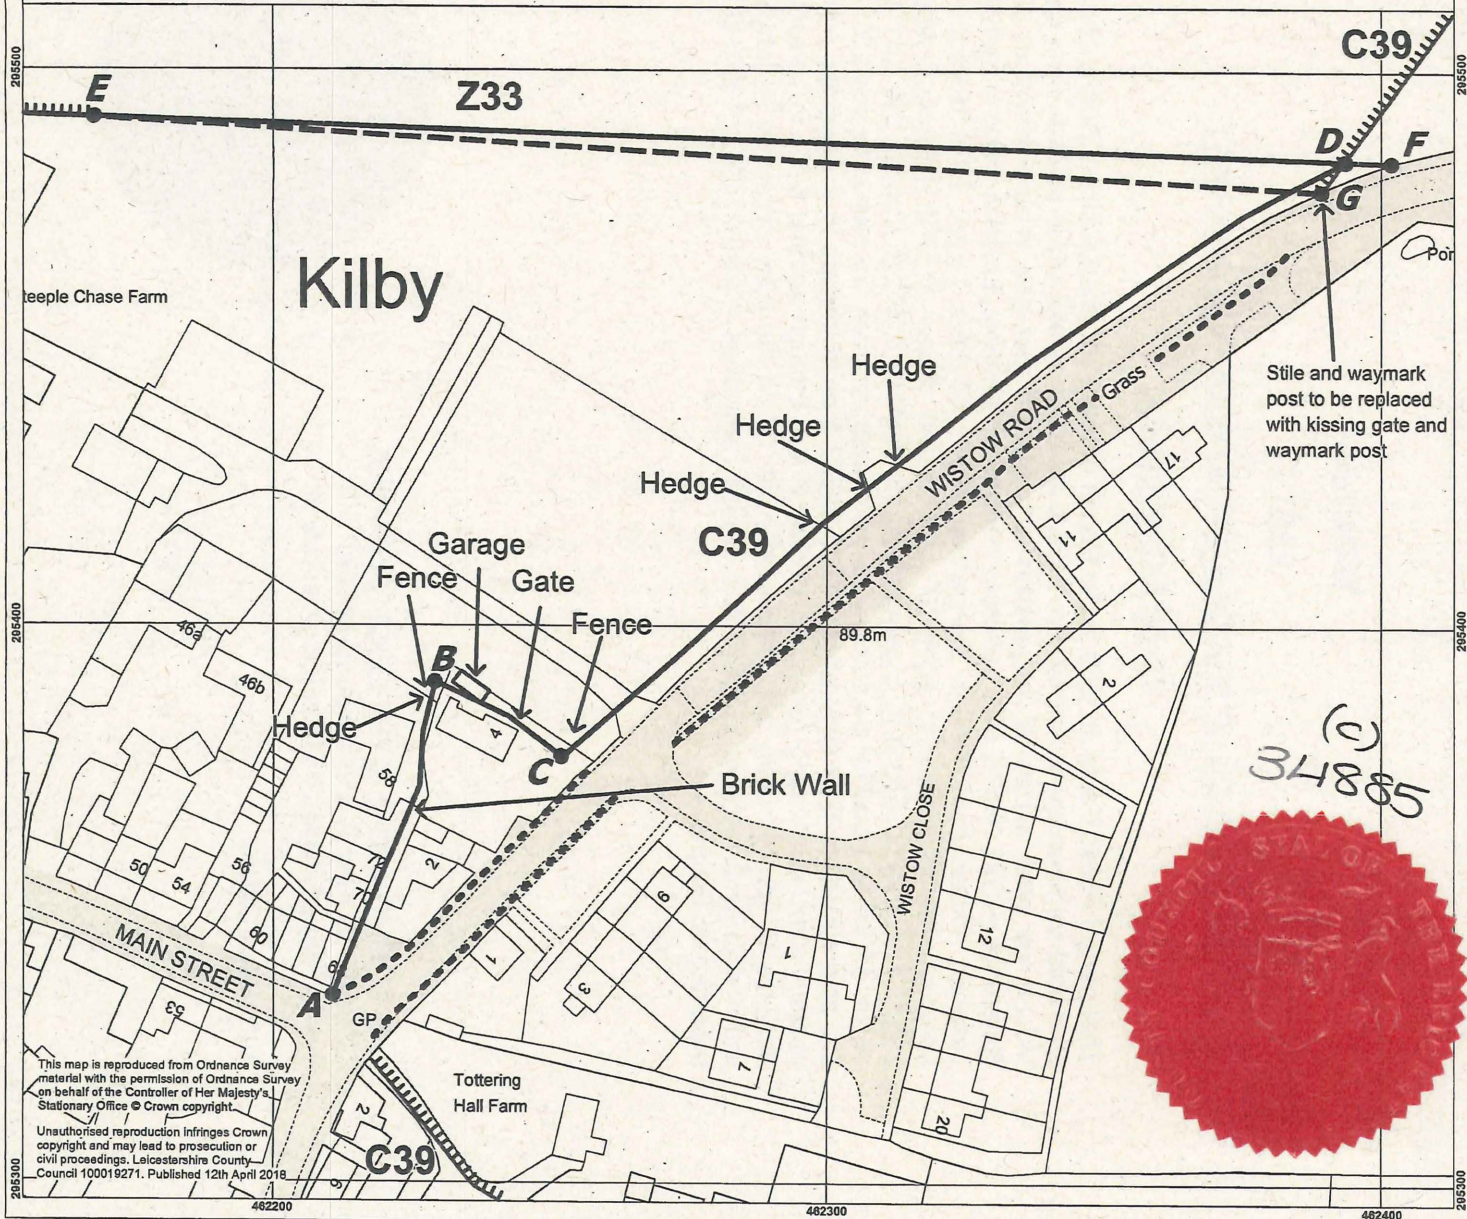 C39
295500
295500
E
Z33
D
F
G
Kilby
teeple Chase Farm
Por
Hedge
Hedge
Hedge
Stile and waymark
post to be replaced
with kissing gate and
waymark post
WISTOW ROAD
Grass
17
11
C39
Garage
Fence
Gate
Fence
295400
295400
89.8m
46a
46b
B
Hedge
4
C
58
2
Brick Wall
(c)
34885
WISTOW CLOSE
50
54
56
60
72
70
2
9
1
3
1
12
7
20
MAIN STREET
53
A
GP
This map is reproduced from Ordnance Survey
material with the permission of Ordnance Survey
on behalf of the Controller of Her Majesty's
Stationary Office © Crown copyright.
Unauthorised reproduction infringes Crown
copyright and may lead to prosecution or
civil proceedings. Leicestershire County
Council 100019271. Published 12th April 2018
Tottering
Hall Farm
2
C39
6
295300
295300
462200
462300
462400